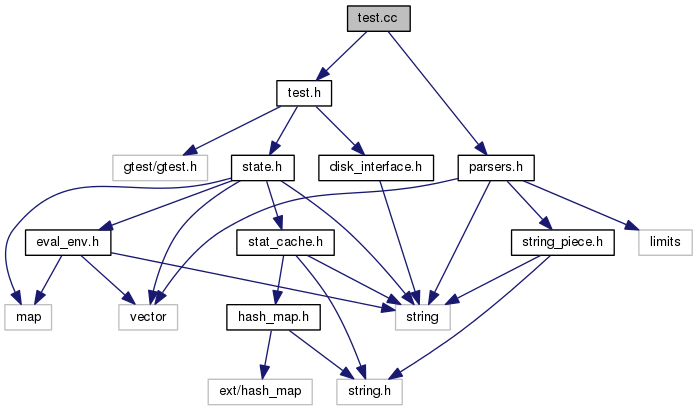 test.cc
test.h
gtest/gtest.h
state.h
disk_interface.h
parsers.h
eval_env.h
stat_cache.h
string_piece.h
limits
map
vector
hash_map.h
string
ext/hash_map
string.h